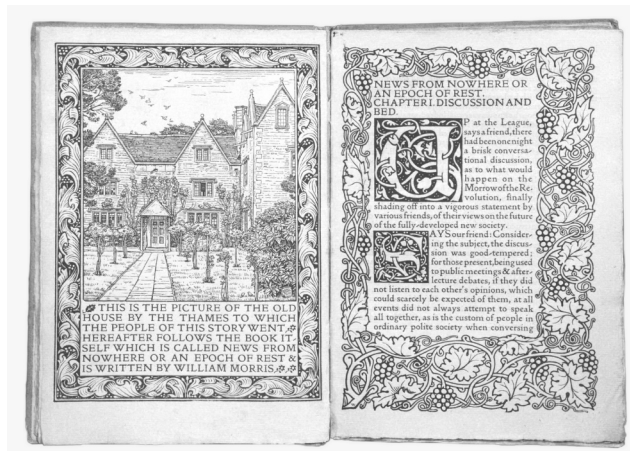 THIS IS THE PICTURE OF THE OLD
HOUSE BY THE THAMES TO WHICH
THE PEOPLE OF THIS STORY WENT
HEREAFTER FOLLOWS THE BOOK IT-
SELF WHICH IS CALLED NEWS FROM
NOWHERE OR AN EPOCH OF REST &
IS WRITTEN BY WILLIAM MORRIS
NEWS FROM NOWHERE OR
AN EPOCH OF REST.
CHAPTER I. DISCUSSION AND
BED.
UP at the League,
says a friend, there
had been one night
a brisk conversa-
tional discussion,
as to what would
happen on the
Morrow of the Re-
volution, finally
shading off into a vigorous statement by
various friends, of their views on the future
of the fully-developed new society.
SAYS our friend: Consider-
ing the subject, the discus-
sion was good-tempered;
for those present, being used
to public meetings & after-
lecture debates, if they did
not listen to each other's opinions, which
could scarcely be expected of them, at all
events did not always attempt to speak
all together, as is the custom of people in
ordinary polite society when conversing